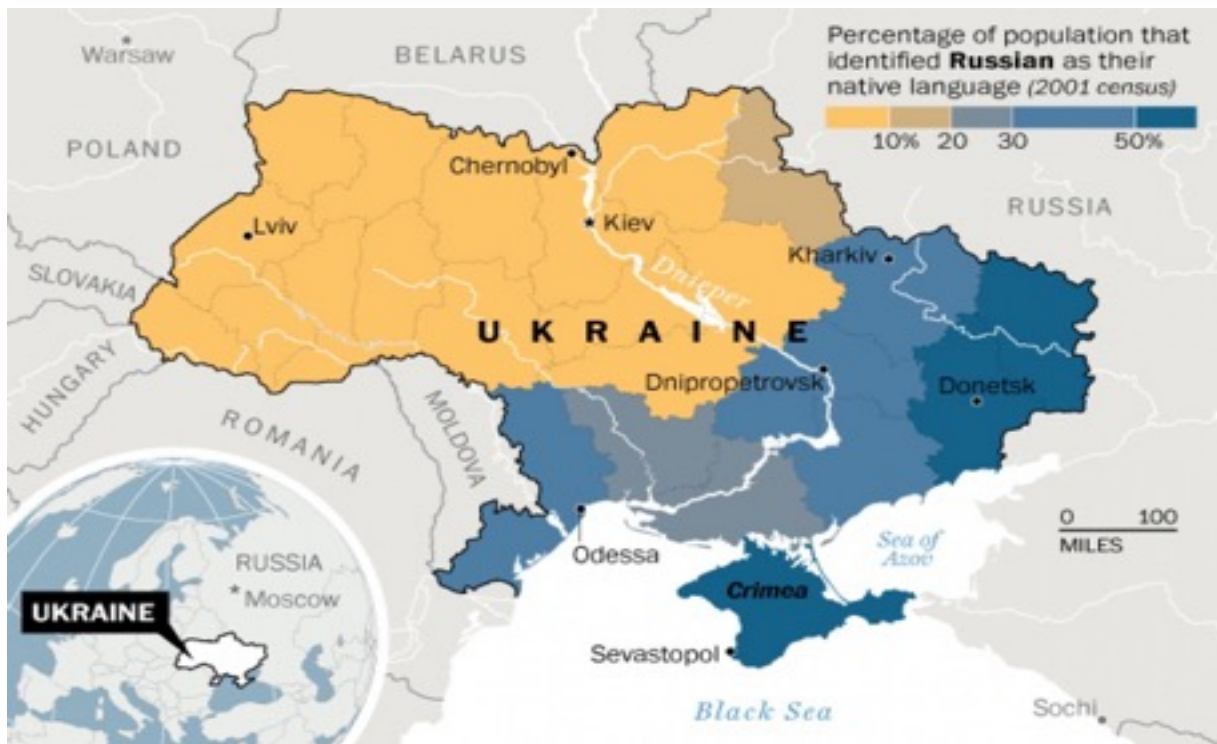 Percentage of population that
identified Russian as their
native language (2001 census)
10% 20 30 50%
Warsaw
BELARUS
POLAND
Chernobyl
RUSSIA
Lviv
Kiev
Kharkiv
Dnieper
SLOVAKIA
UKRAINE
HUNGARY
Dnipropetrovsk
Donetsk
MOLDOVA
ROMANIA
0 100
MILES
Odessa
Sea of
Azov
RUSSIA
Moscow
UKRAINE
Crimea
Sevastopol
Black Sea
Sochi